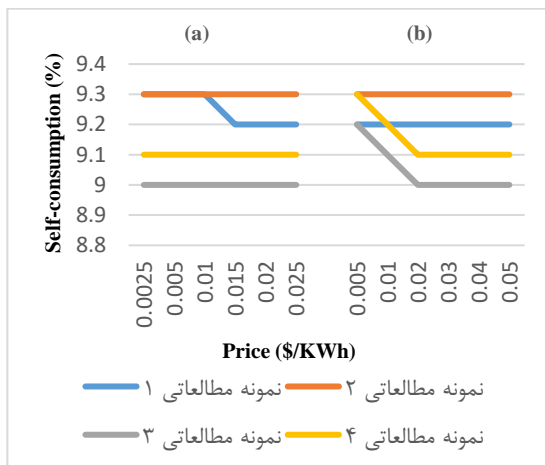 (a) (b)
Self-consumption (%)
9.4
9.3
9.2
9.1
9
8.9
8.8
0.0025 0.005 0.01 0.015 0.02 0.025 0.005 0.01 0.02 0.03 0.04 0.05
Price ($/KWh)
نمونه مطالعاتی ۱ نمونه مطالعاتی ۲
نمونه مطالعاتی ۳ نمونه مطالعاتی ۴